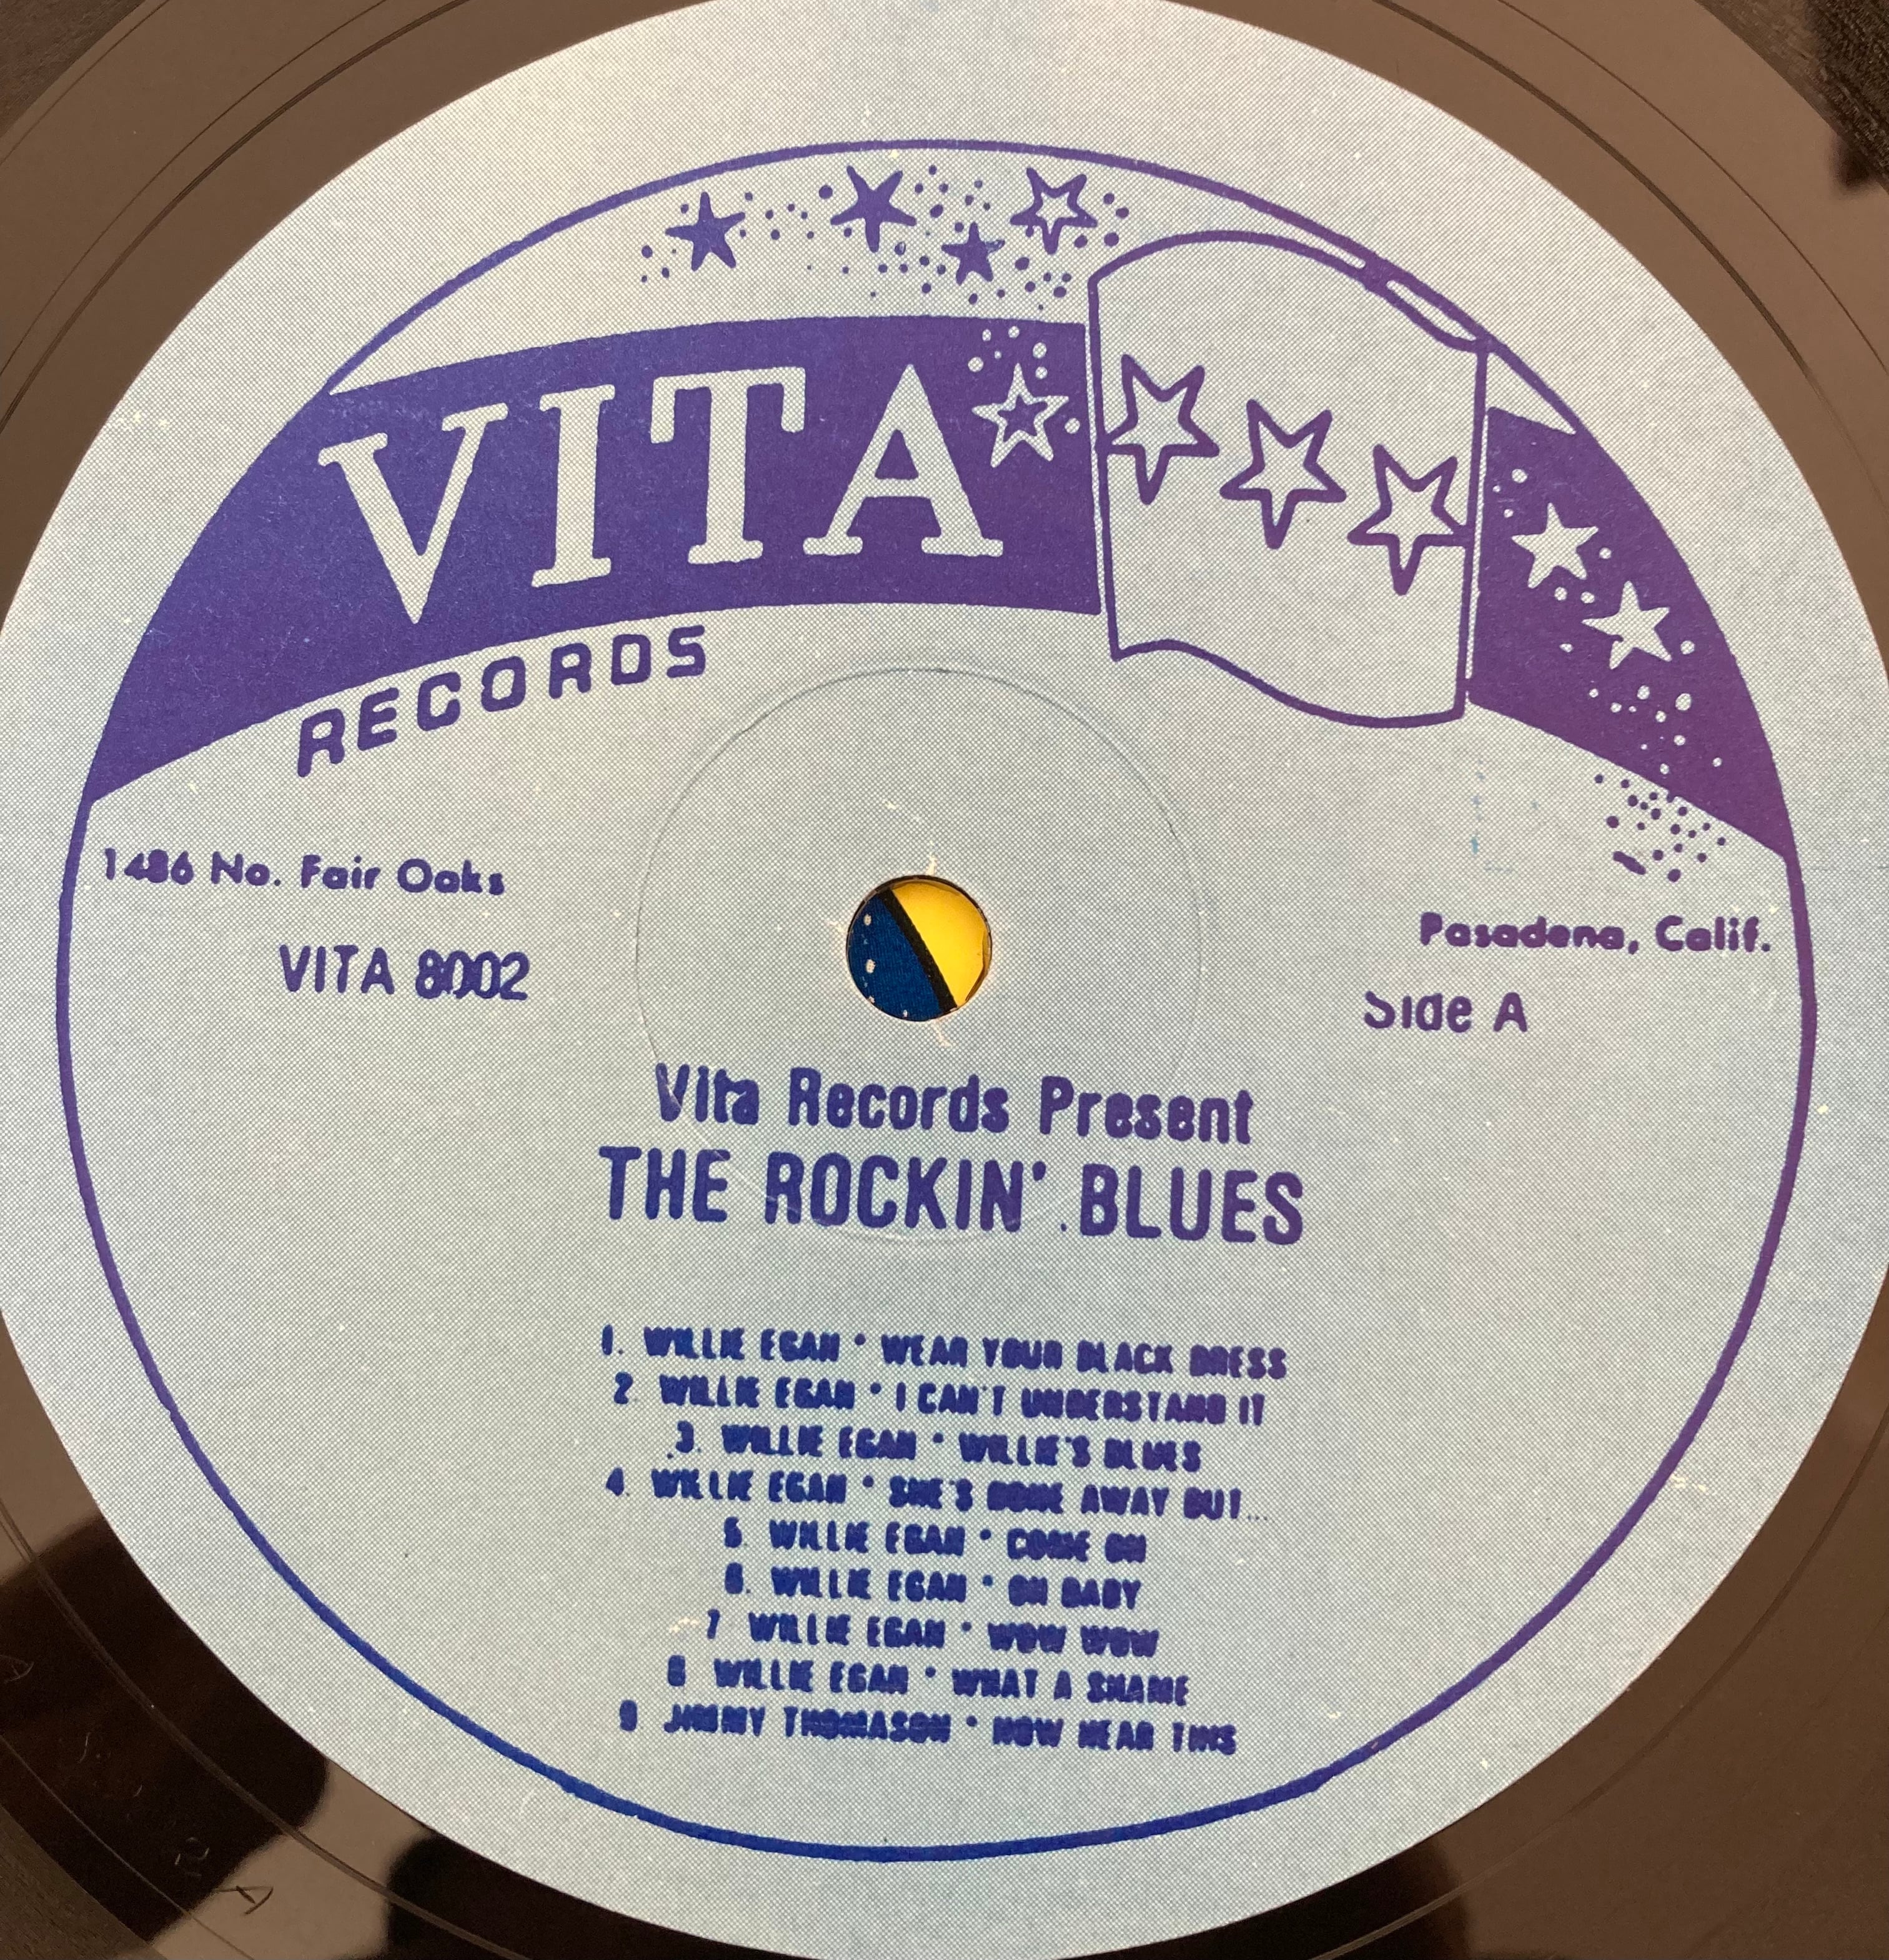 VITA
RECORDS
1486 No. Fair Oaks
Pasadena, Calif.
VITA 8002
Side A
Vita Records Present
THE ROCKIN' BLUES
1. WILLIE EGAN • WEAR YOUR BLACK DRESS
2. WILLIE EGAN • I CAN'T UNDERSTAND IT
3. WILLIE EGAN • WILLIE'S BLUES
4. WILLIE EGAN • SHE'S GONE AWAY BUT...
5. WILLIE EGAN • COME ON
6. WILLIE EGAN • OH BABY
7 WILLIE EGAN • WOW WOW
8 WILLIE EGAN • WHAT A SHAME
9 JIMMY THOMASON • NOW HEAR THIS